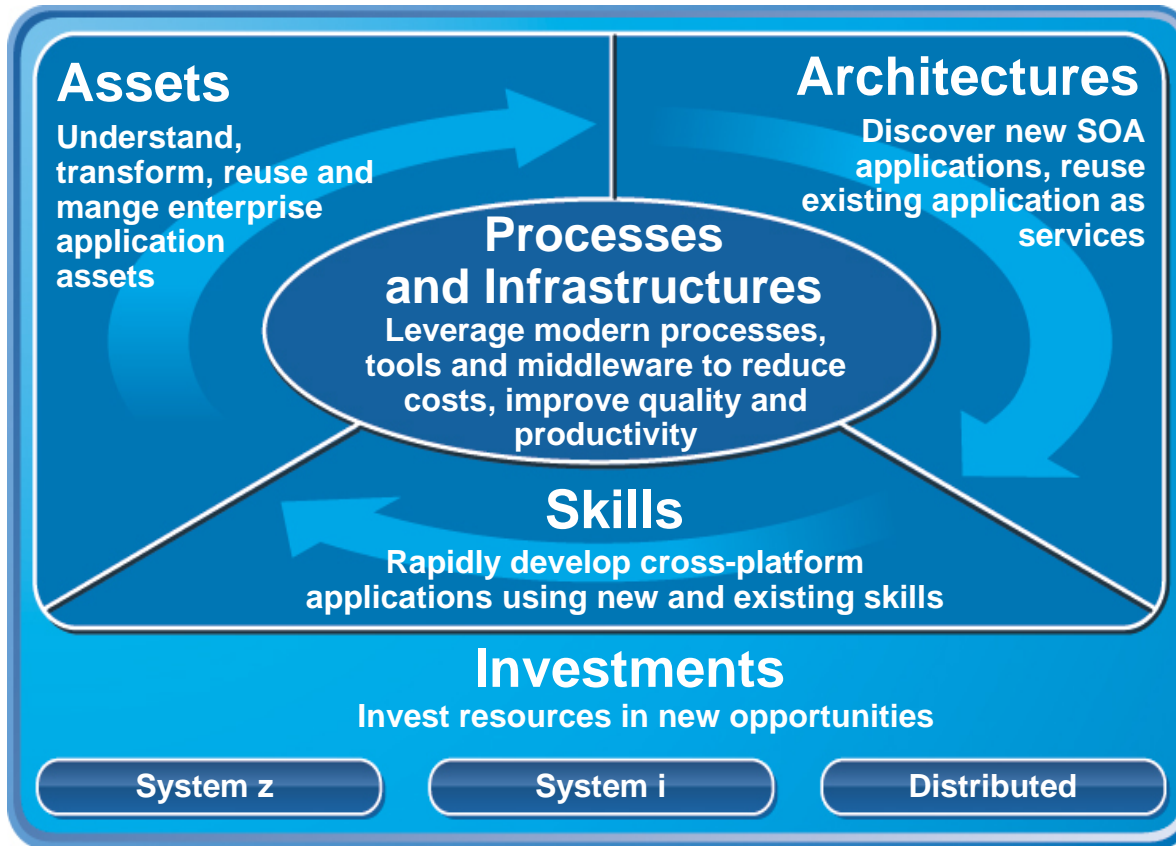 Assets
Understand,
transform, reuse and
mange enterprise
application
assets
Architectures
Discover new SOA
applications, reuse
existing application as
services
Processes
and Infrastructures
Leverage modern processes,
tools and middleware to reduce
costs, improve quality and
productivity
Skills
Rapidly develop cross-platform
applications using new and existing skills
Investments
Invest resources in new opportunities
System z
System i
Distributed